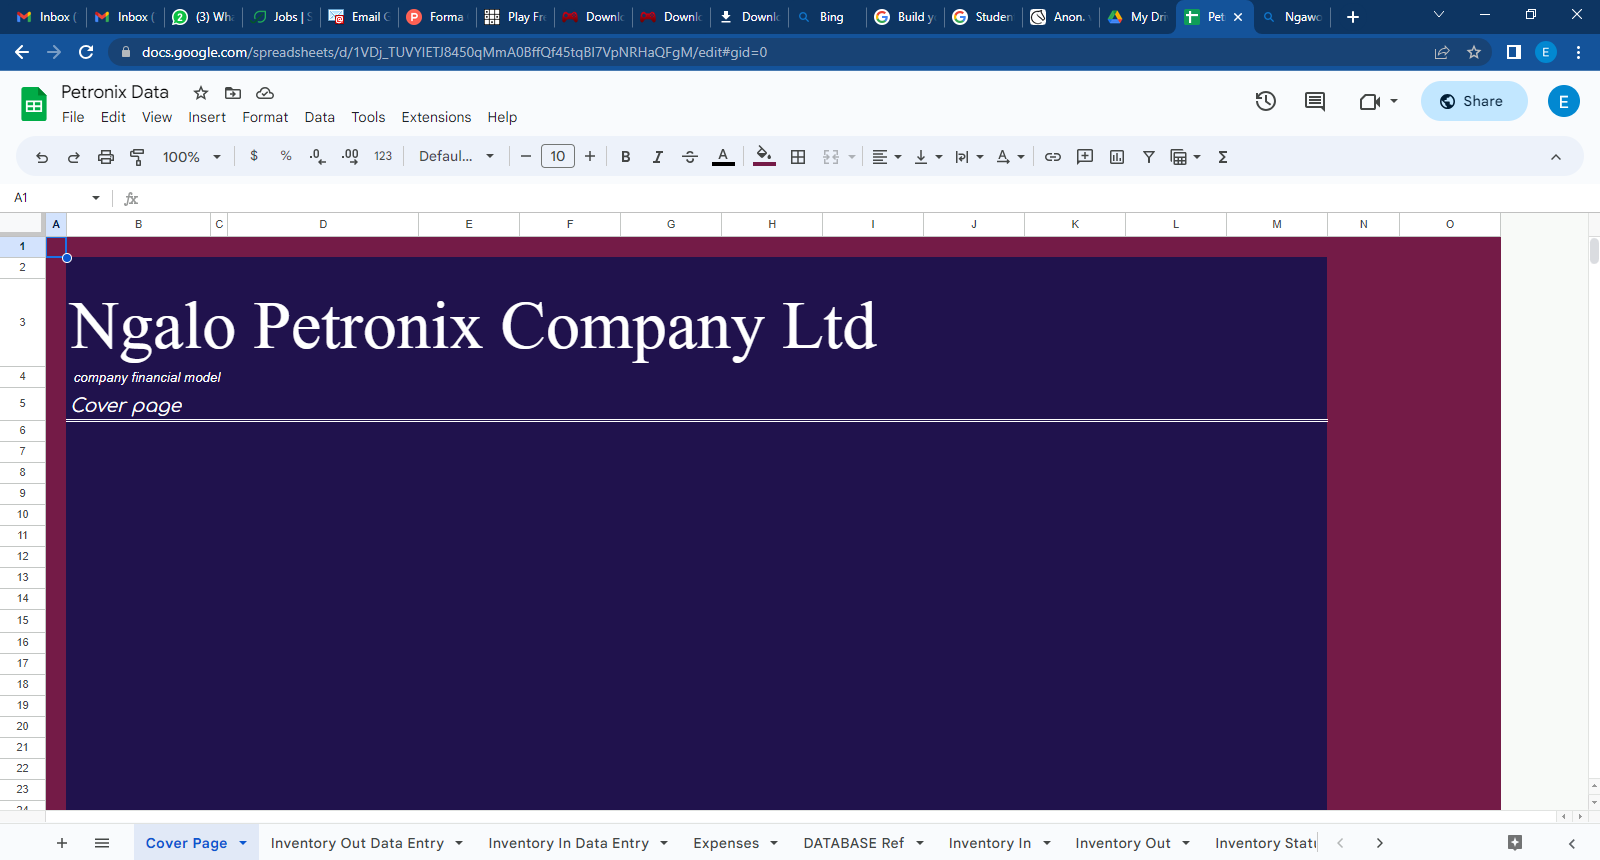 Inbox ( Inbox ( (3) Wh Jobs | S Email G Forma Play Fr Downlo Downlo Downlo Bing Build y Studen Anon. My Dri Pet Ngawo
docs.google.com/spreadsheets/d/1VDj_TUVYIETJ8450qMmA0BffQf45tqBI7VpNRHaQFgM/edit#gid=0 E
Petronix Data
File Edit View Insert Format Data Tools Extensions Help
Share E
100% $ % .0 .00 123 Defaul... − 10 + B I A Σ
A1 fx
A B C D E F G H I J K L M N O
1
2
3 Ngalo Petronix Company Ltd
4 company financial model
5 Cover page
6
7
8
9
10
11
12
13
14
15
16
17
18
19
20
21
22
23
24
+ Cover Page Inventory Out Data Entry Inventory In Data Entry Expenses DATABASE Ref Inventory In Inventory Out Inventory Statu